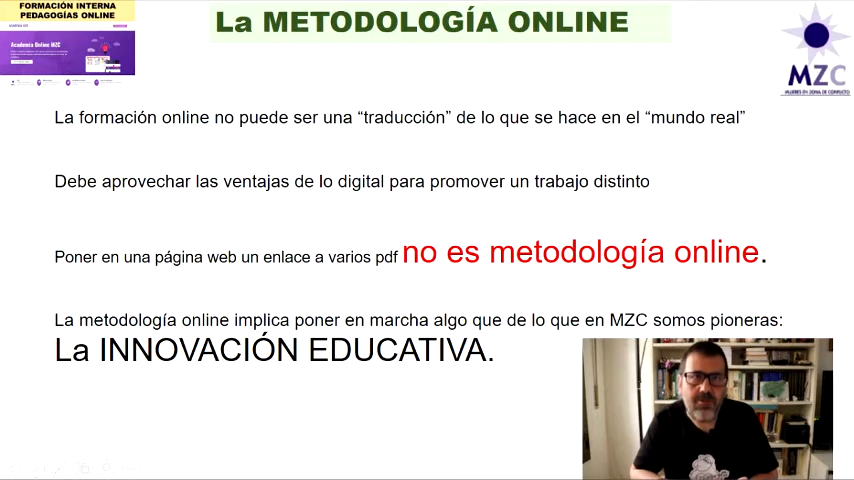 FORMACIÓN INTERNA
PEDAGOGÍAS ONLINE
La METODOLOGÍA ONLINE
Academia Online MZC
MZC
MUJERES EN ZONA DE CONFLICTO
La formación online no puede ser una “traducción” de lo que se hace en el “mundo real”
Debe aprovechar las ventajas de lo digital para promover un trabajo distinto
Poner en una página web un enlace a varios pdf no es metodología online.
La metodología online implica poner en marcha algo que de lo que en MZC somos pioneras:
La INNOVACIÓN EDUCATIVA.